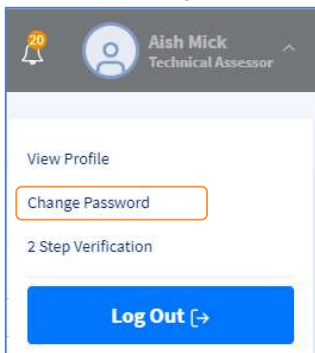 20
Aish Mick
Technical Assessor
View Profile
Change Password
2 Step Verification
Log Out